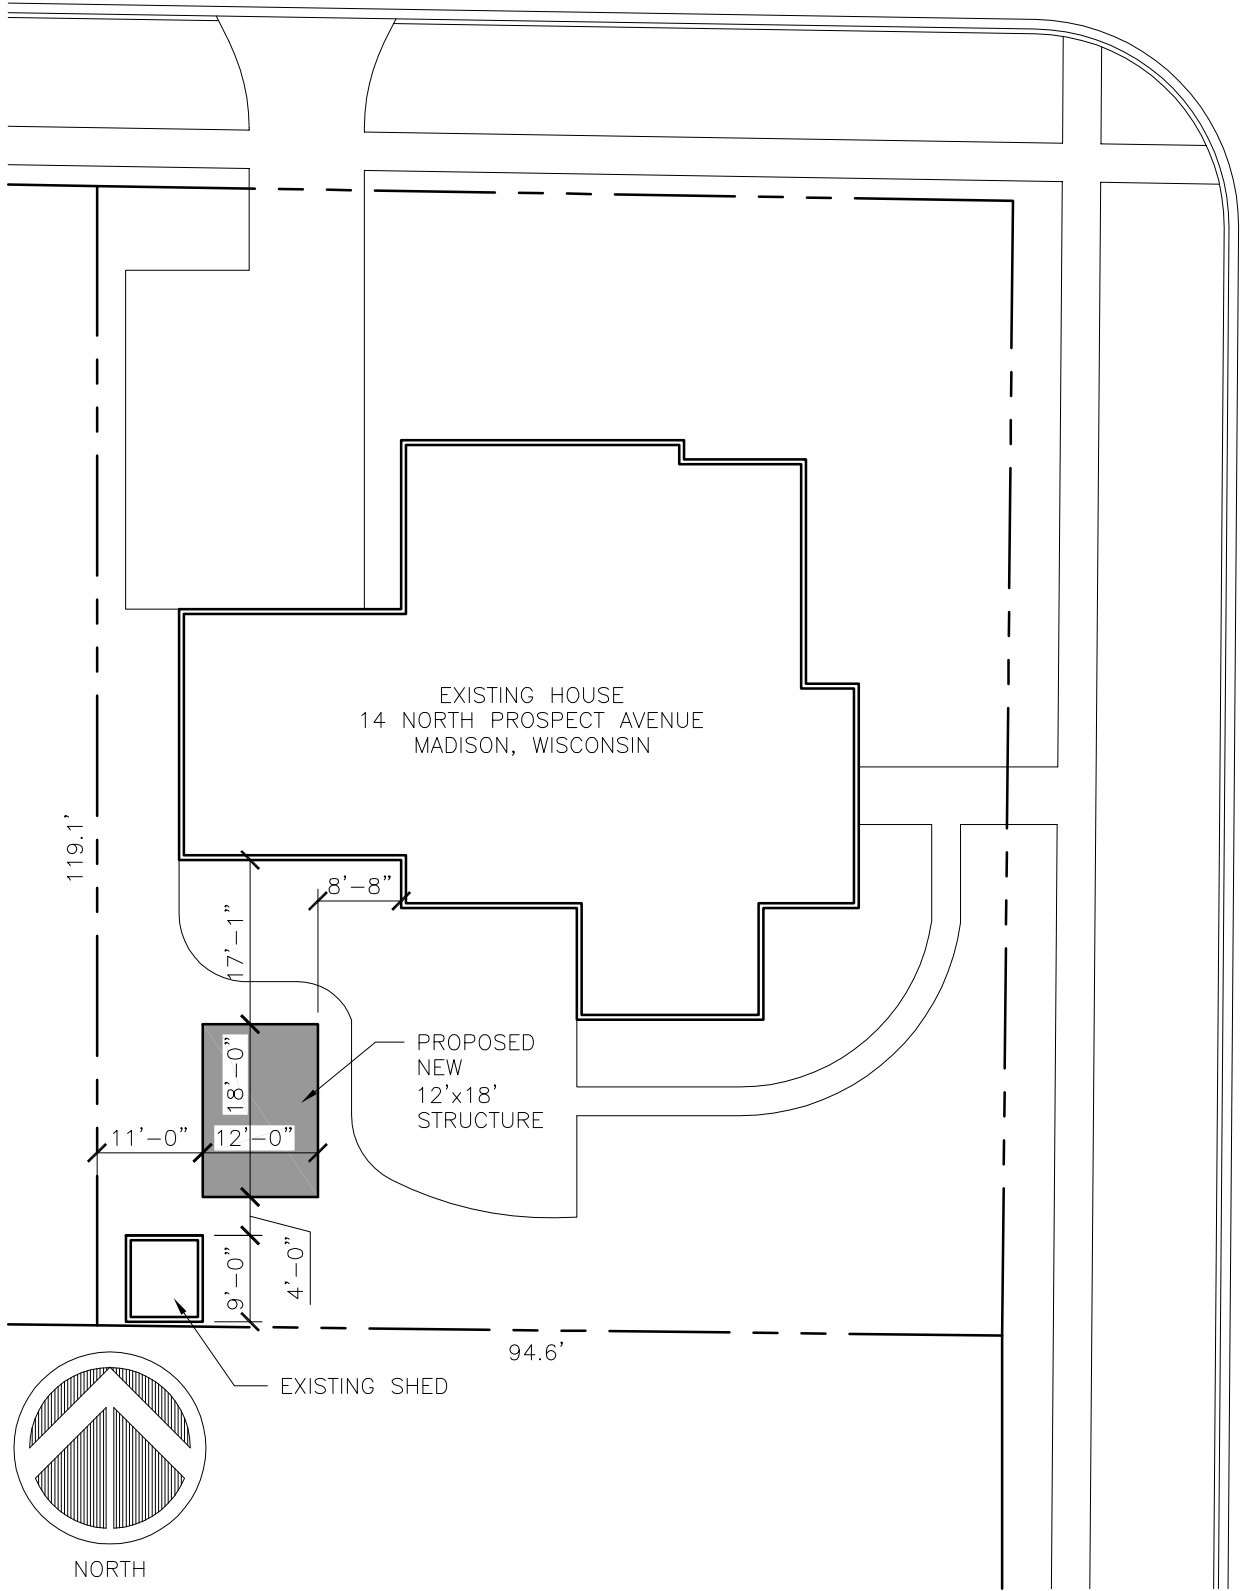 EXISTING HOUSE
14 NORTH PROSPECT AVENUE
MADISON, WISCONSIN
119.1'
8'-8"
17'-1"
PROPOSED
NEW
12'x18'
STRUCTURE
18'-0"
11'-0"
12'-0"
9'-0"
4'-0"
94.6'
EXISTING SHED
NORTH